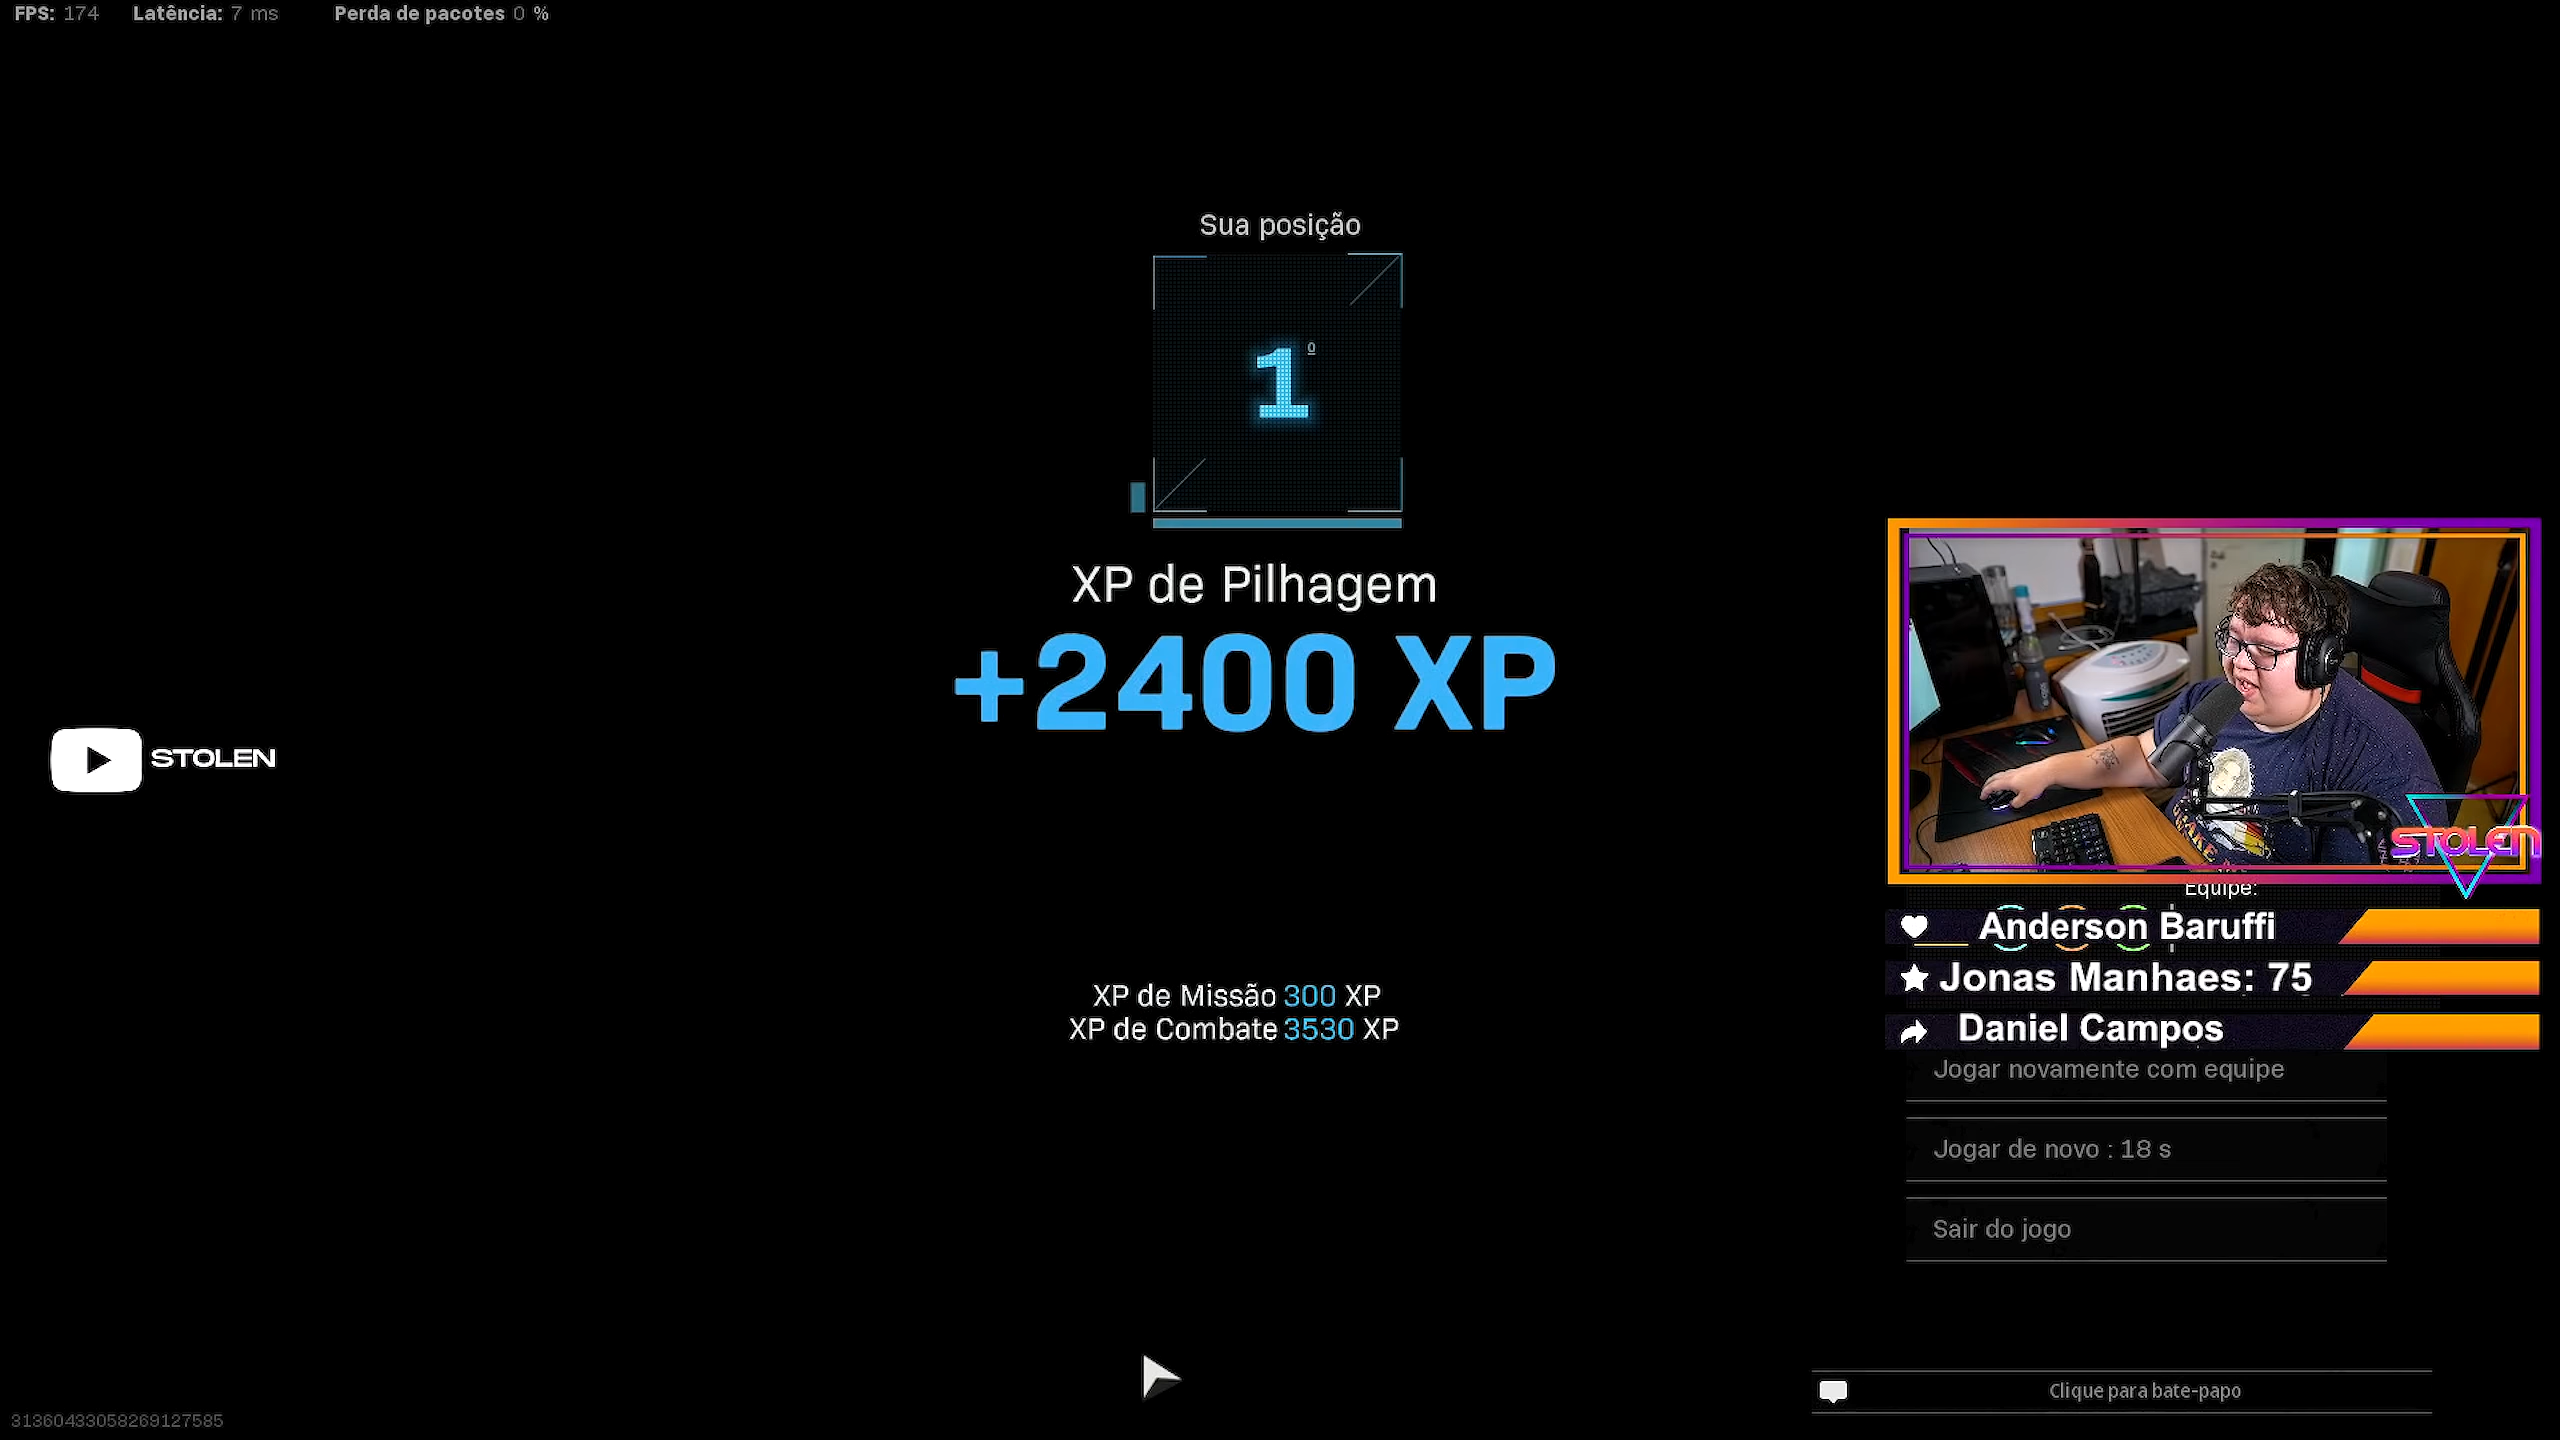 FPS: 174 Latência: 7 ms Perda de pacotes 0 %
Sua posição
1º
XP de Pilhagem
+2400 XP
STOLEN
STOLEN
Equipe:
Anderson Baruffi
Jonas Manhaes: 75
Daniel Campos
XP de Missão 300 XP
XP de Combate 3530 XP
Jogar novamente com equipe
Jogar de novo : 18 s
Sair do jogo
Clique para bate-papo
31360433058269127585